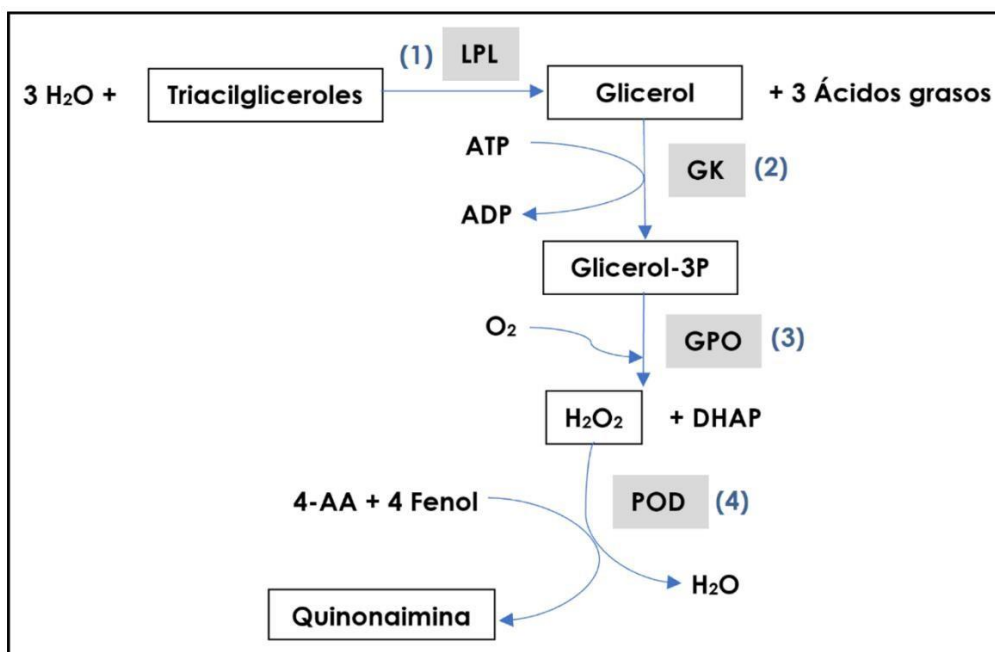 (1) LPL
3 H₂O + Triacilgliceroles Glicerol + 3 Ácidos grasos
ATP
GK (2)
ADP
Glicerol-3P
O₂
GPO (3)
H₂O₂ + DHAP
4-AA + 4 Fenol
POD (4)
H₂O
Quinonaimina